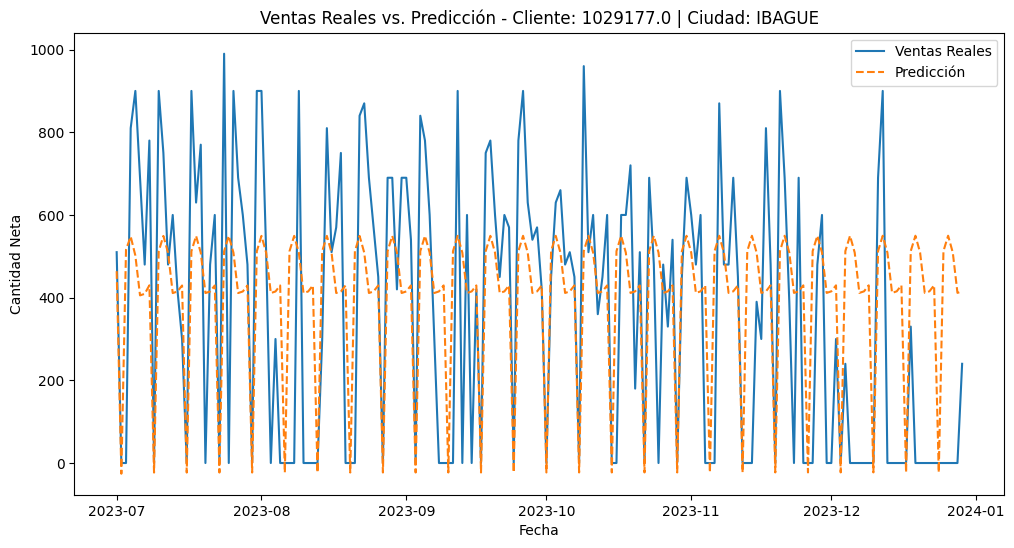 Ventas Reales vs. Predicción - Cliente: 1029177.0 | Ciudad: IBAGUE
Ventas Reales
Predicción
Cantidad Neta
1000
800
600
400
200
0
2023-07
2023-08
2023-09
2023-10
2023-11
2023-12
2024-01
Fecha